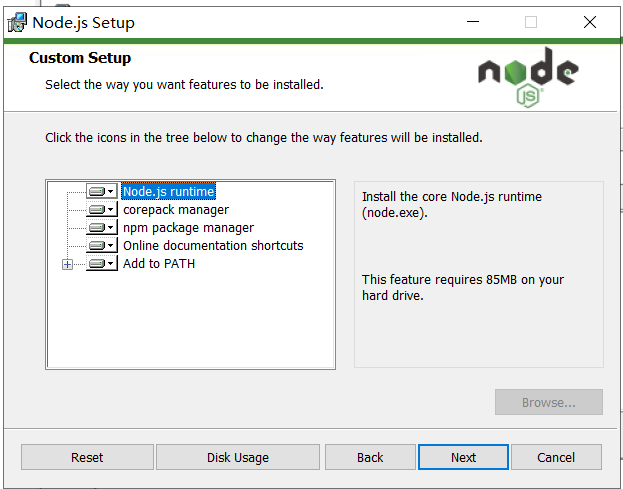 Node.js Setup
Custom Setup
Select the way you want features to be installed.
node
JS
Click the icons in the tree below to change the way features will be installed.
Node.js runtime
corepack manager
npm package manager
Online documentation shortcuts
Add to PATH
Install the core Node.js runtime
(node.exe).
This feature requires 85MB on your
hard drive.
Browse...
Reset
Disk Usage
Back
Next
Cancel